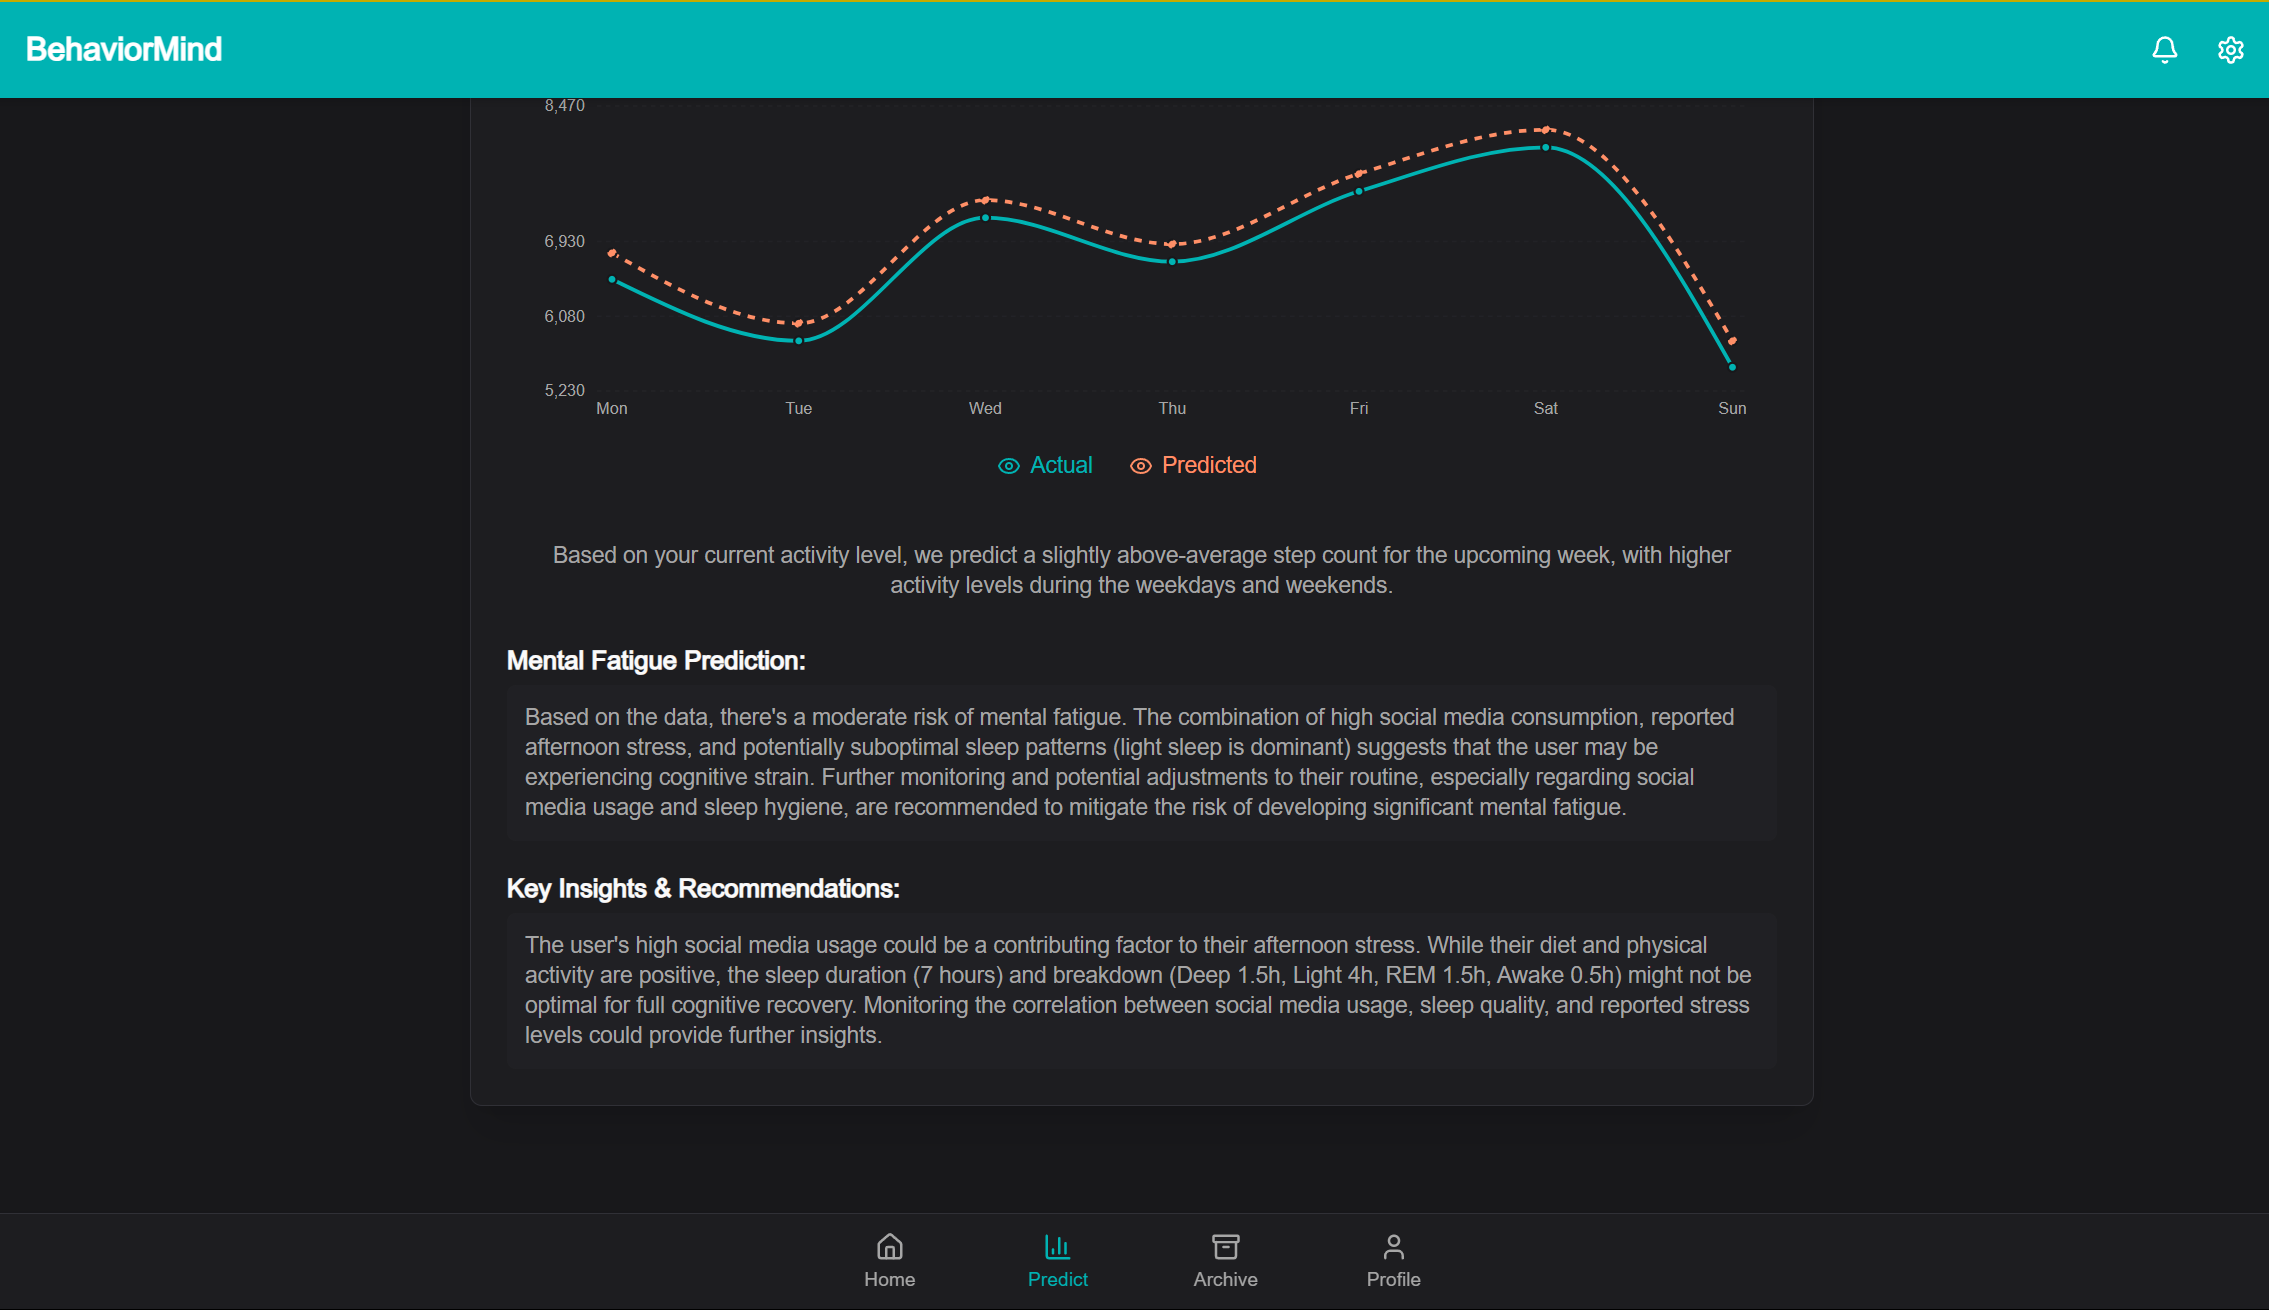 BehaviorMind
8,470
6,930
6,080
5,230
Mon Tue Wed Thu Fri Sat Sun
Actual Predicted
Based on your current activity level, we predict a slightly above-average step count for the upcoming week, with higher
activity levels during the weekdays and weekends.
Mental Fatigue Prediction:
Based on the data, there's a moderate risk of mental fatigue. The combination of high social media consumption, reported
afternoon stress, and potentially suboptimal sleep patterns (light sleep is dominant) suggests that the user may be
experiencing cognitive strain. Further monitoring and potential adjustments to their routine, especially regarding social
media usage and sleep hygiene, are recommended to mitigate the risk of developing significant mental fatigue.
Key Insights & Recommendations:
The user's high social media usage could be a contributing factor to their afternoon stress. While their diet and physical
activity are positive, the sleep duration (7 hours) and breakdown (Deep 1.5h, Light 4h, REM 1.5h, Awake 0.5h) might not be
optimal for full cognitive recovery. Monitoring the correlation between social media usage, sleep quality, and reported stress
levels could provide further insights.
Home Predict Archive Profile